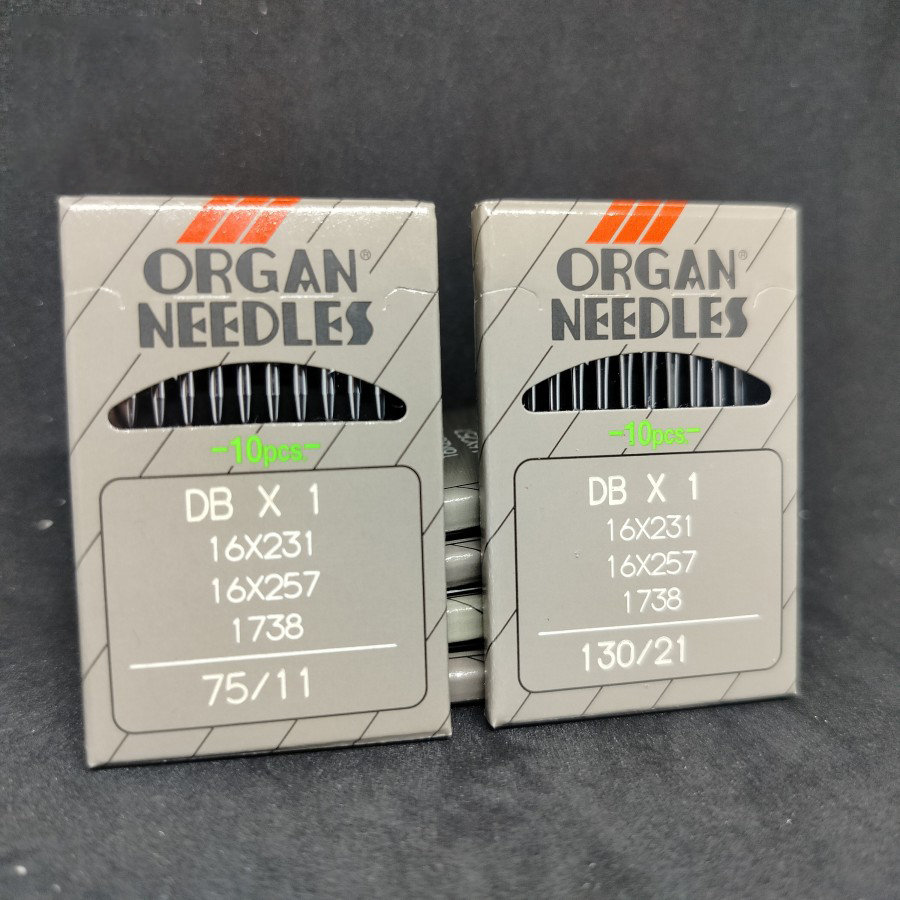 ORGAN®
NEEDLES
-10pcs.-
DB X 1
16X231
16X257
1738
75/11
ORGAN®
NEEDLES
-10pcs.-
DB X 1
16X231
16X257
1738
130/21